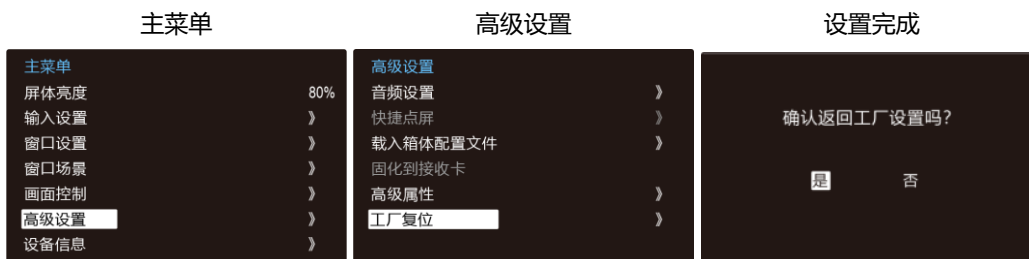 主菜单
高级设置
设置完成
主菜单
屏体亮度 80%
输入设置 》
窗口设置 》
窗口场景 》
画面控制 》
高级设置 》
设备信息 》
高级设置
音频设置 》
快捷点屏 》
载入箱体配置文件 》
固化到接收卡
高级属性 》
工厂复位 》
确认返回工厂设置吗?
是 否